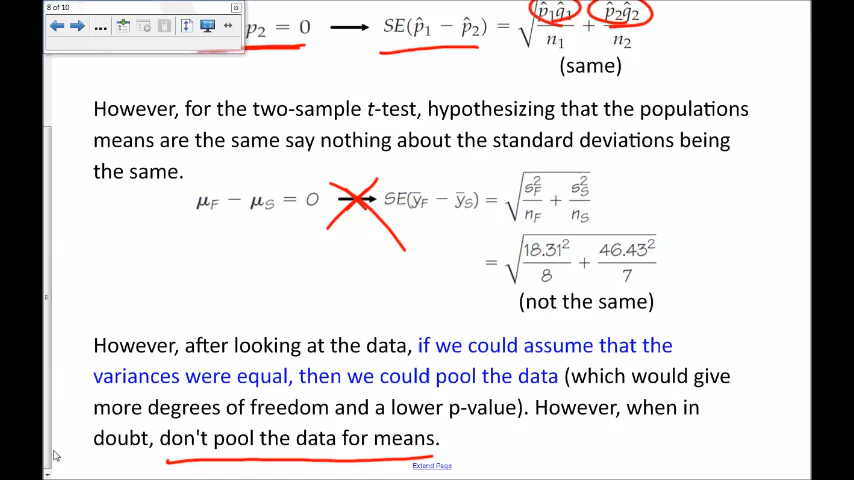 8 of 10
p₂ = 0 → SE(p̂₁ − p̂₂) = √(p̂₁q̂₁/n₁ + p̂₂q̂₂/n₂)
(same)
However, for the two-sample t-test, hypothesizing that the populations
means are the same say nothing about the standard deviations being
the same.
μF − μS = 0 → SE(ȳF − ȳS) = √(s²F/nF + s²S/nS)
= √(18.31²/8 + 46.43²/7)
(not the same)
However, after looking at the data, if we could assume that the
variances were equal, then we could pool the data (which would give
more degrees of freedom and a lower p-value). However, when in
doubt, don't pool the data for means.
Extend Page